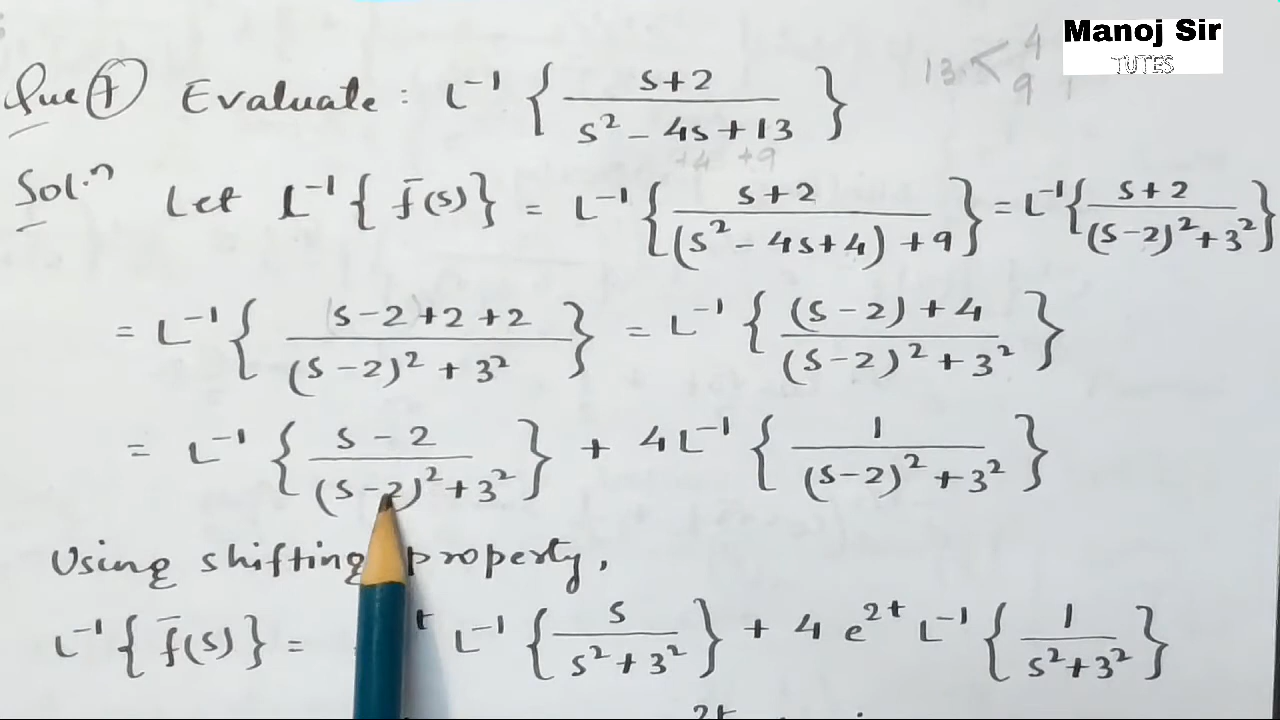 Manoj Sir
TUTES
13 < 4
9
Que 7 Evaluate : L⁻¹ { (s+2) / (s² - 4s + 13) }
+4 +9
Sol.ⁿ Let L⁻¹{ f̄(s)} = L⁻¹{ (s+2) / ((s² - 4s+4) +9) } = L⁻¹{ (s+2) / ((s-2)²+3²) }
= L⁻¹ { (s-2+2+2) / ((s-2)² + 3²) } = L⁻¹ { ((s-2)+4) / ((s-2)² + 3²) }
= L⁻¹ { (s-2) / ((s-2)²+3²) } + 4L⁻¹ { 1 / ((s-2)² + 3²) }
Using shifting property,
L⁻¹{ f̄(s)} = t L⁻¹ { s / (s²+3²) } + 4 e²ᵗ L⁻¹ { 1 / (s²+3²) }
2t